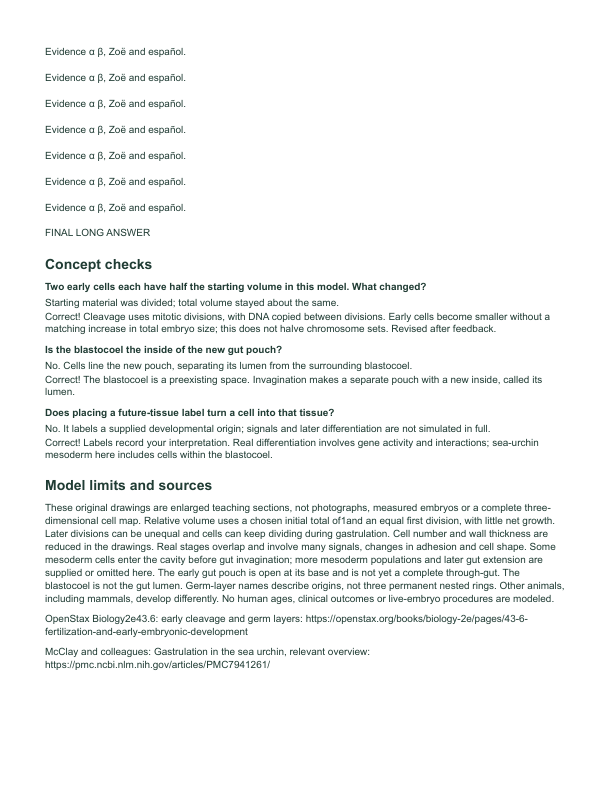 Evidence α β, Zoë and español.
Evidence α β, Zoë and español.
Evidence α β, Zoë and español.
Evidence α β, Zoë and español.
Evidence α β, Zoë and español.
Evidence α β, Zoë and español.
Evidence α β, Zoë and español.
FINAL LONG ANSWER
Concept checks
Two early cells each have half the starting volume in this model. What changed?
Starting material was divided; total volume stayed about the same.
Correct! Cleavage uses mitotic divisions, with DNA copied between divisions. Early cells become smaller without a
matching increase in total embryo size; this does not halve chromosome sets. Revised after feedback.
Is the blastocoel the inside of the new gut pouch?
No. Cells line the new pouch, separating its lumen from the surrounding blastocoel.
Correct! The blastocoel is a preexisting space. Invagination makes a separate pouch with a new inside, called its
lumen.
Does placing a future-tissue label turn a cell into that tissue?
No. It labels a supplied developmental origin; signals and later differentiation are not simulated in full.
Correct! Labels record your interpretation. Real differentiation involves gene activity and interactions; sea-urchin
mesoderm here includes cells within the blastocoel.
Model limits and sources
These original drawings are enlarged teaching sections, not photographs, measured embryos or a complete three-
dimensional cell map. Relative volume uses a chosen initial total of1and an equal first division, with little net growth.
Later divisions can be unequal and cells can keep dividing during gastrulation. Cell number and wall thickness are
reduced in the drawings. Real stages overlap and involve many signals, changes in adhesion and cell shape. Some
mesoderm cells enter the cavity before gut invagination; more mesoderm populations and later gut extension are
supplied or omitted here. The early gut pouch is open at its base and is not yet a complete through-gut. The
blastocoel is not the gut lumen. Germ-layer names describe origins, not three permanent nested rings. Other animals,
including mammals, develop differently. No human ages, clinical outcomes or live-embryo procedures are modeled.
OpenStax Biology2e43.6: early cleavage and germ layers: https://openstax.org/books/biology-2e/pages/43-6-
fertilization-and-early-embryonic-development
McClay and colleagues: Gastrulation in the sea urchin, relevant overview:
https://pmc.ncbi.nlm.nih.gov/articles/PMC7941261/